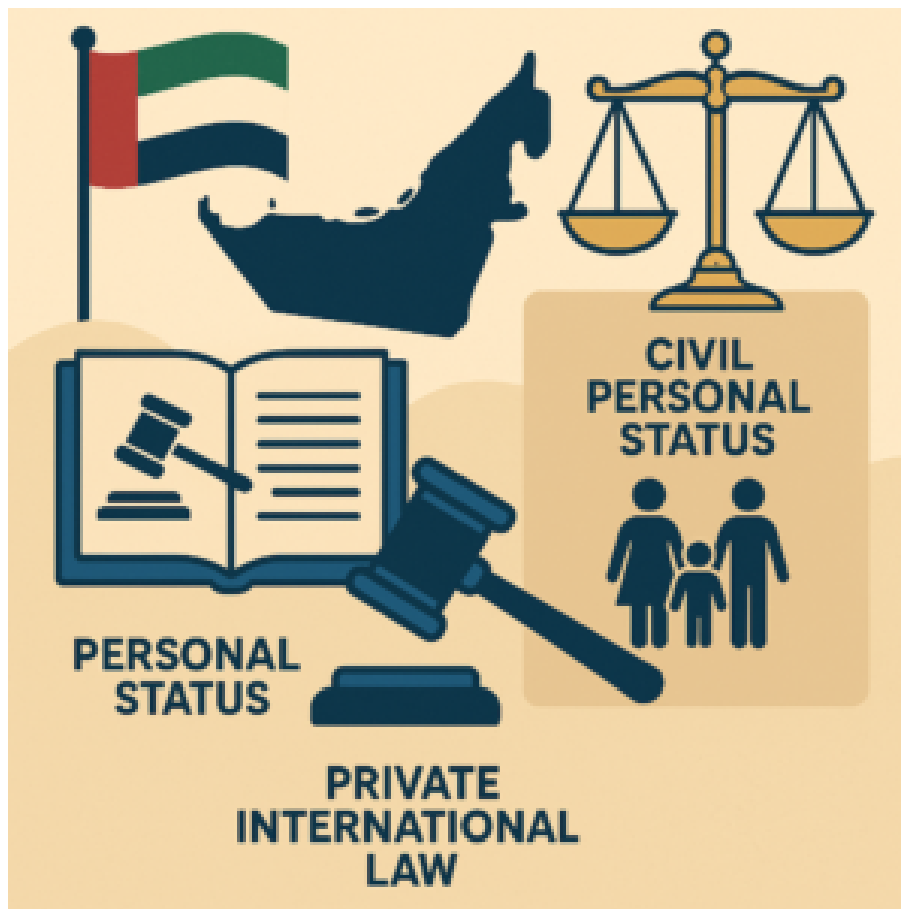 CIVIL
PERSONAL
STATUS
PERSONAL
STATUS
PRIVATE
INTERNATIONAL
LAW